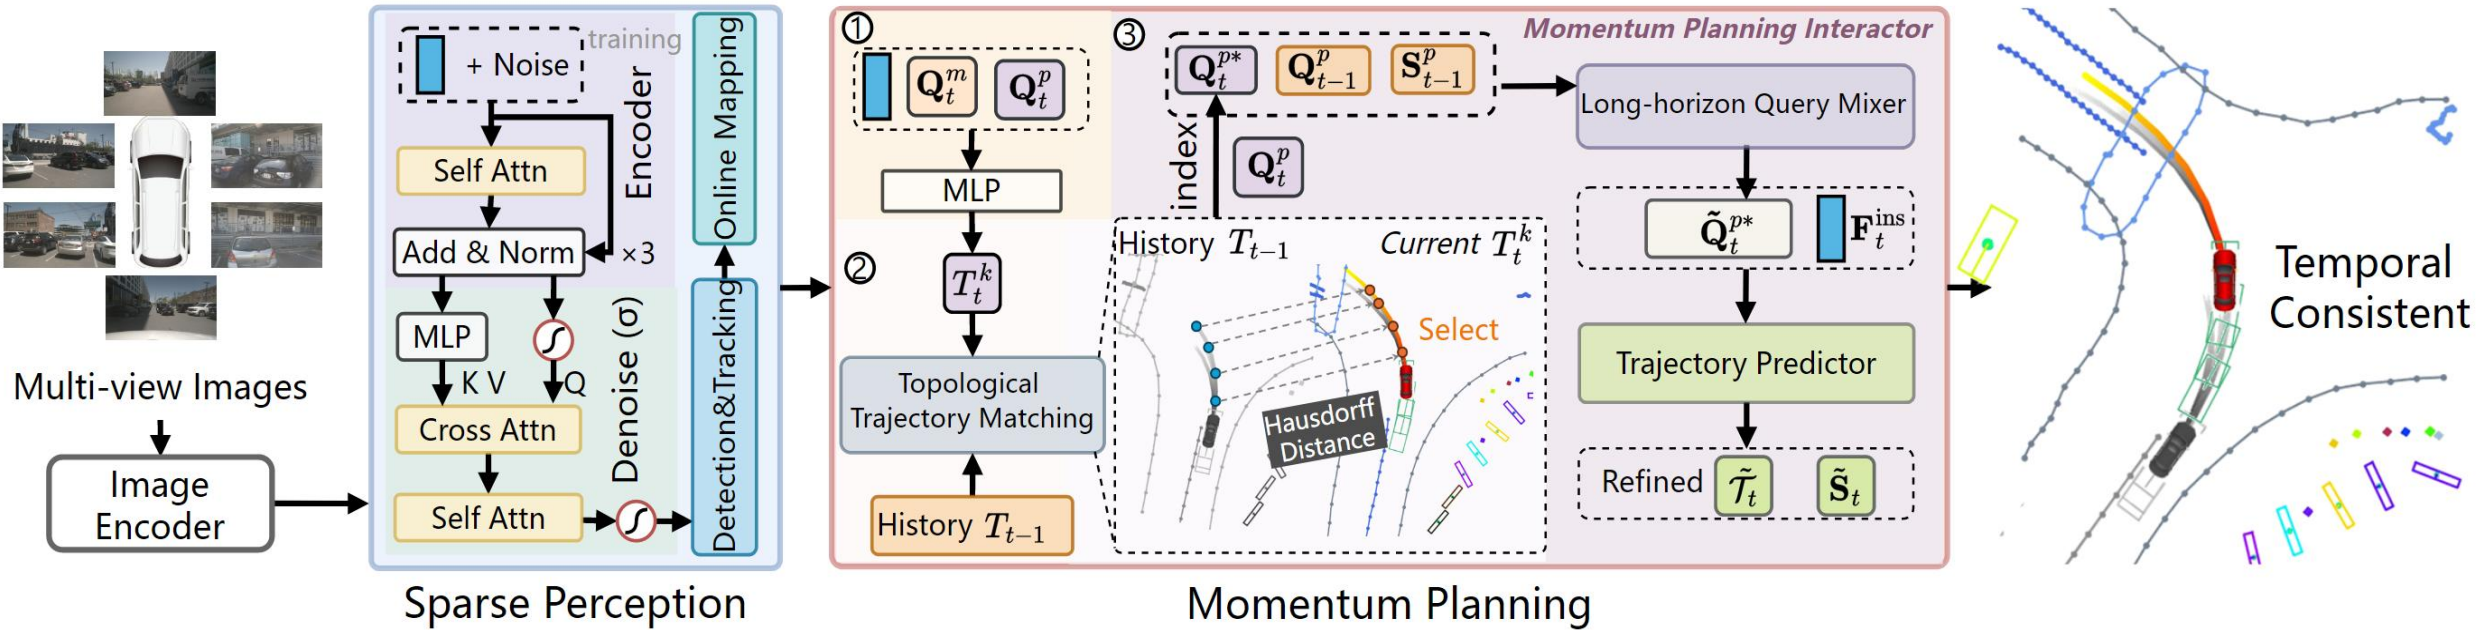 Multi-view Images
Image
Encoder
+ Noise
training
Encoder
Self Attn
Add & Norm
×3
MLP
K V
Q
Cross Attn
Self Attn
Denoise (σ)
Online Mapping
Detection&Tracking
Sparse Perception
①
Q_t^m
Q_t^p
MLP
②
T_t^k
Topological
Trajectory Matching
History T_{t-1}
③
Q_t^{p*}
Q_{t-1}^p
S_{t-1}^p
Momentum Planning Interactor
index
Q_t^p
History T_{t-1}
Current T_t^k
Select
Hausdorff
Distance
Long-horizon Query Mixer
Q̃_t^{p*}
F_t^{ins}
Trajectory Predictor
Refined
𝒯̃_t
S̃_t
Momentum Planning
Temporal
Consistent